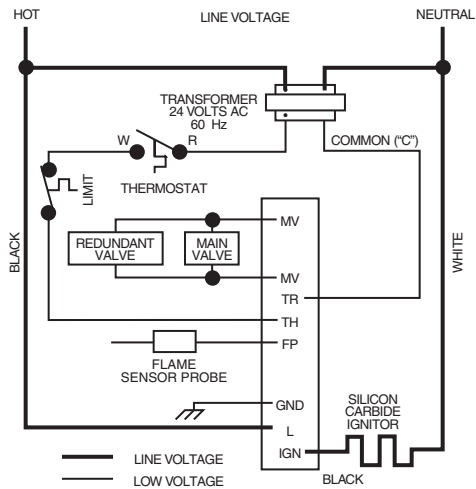 HOT
LINE VOLTAGE
NEUTRAL
TRANSFORMER
24 VOLTS AC
60 Hz
COMMON ("C")
W
R
THERMOSTAT
LIMIT
BLACK
WHITE
MV
REDUNDANT
VALVE
MAIN
VALVE
MV
TR
TH
FP
FLAME
SENSOR PROBE
GND
L
IGN
SILICON
CARBIDE
IGNITOR
BLACK
LINE VOLTAGE
LOW VOLTAGE